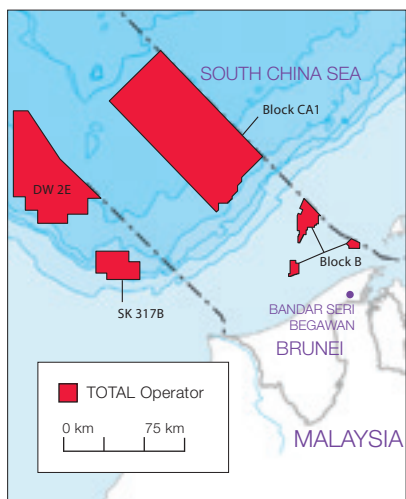 SOUTH CHINA SEA
Block CA1
DW 2E
Block B
SK 317B
BANDAR SERI
BEGAWAN
BRUNEI
TOTAL Operator
0 km 75 km
MALAYSIA